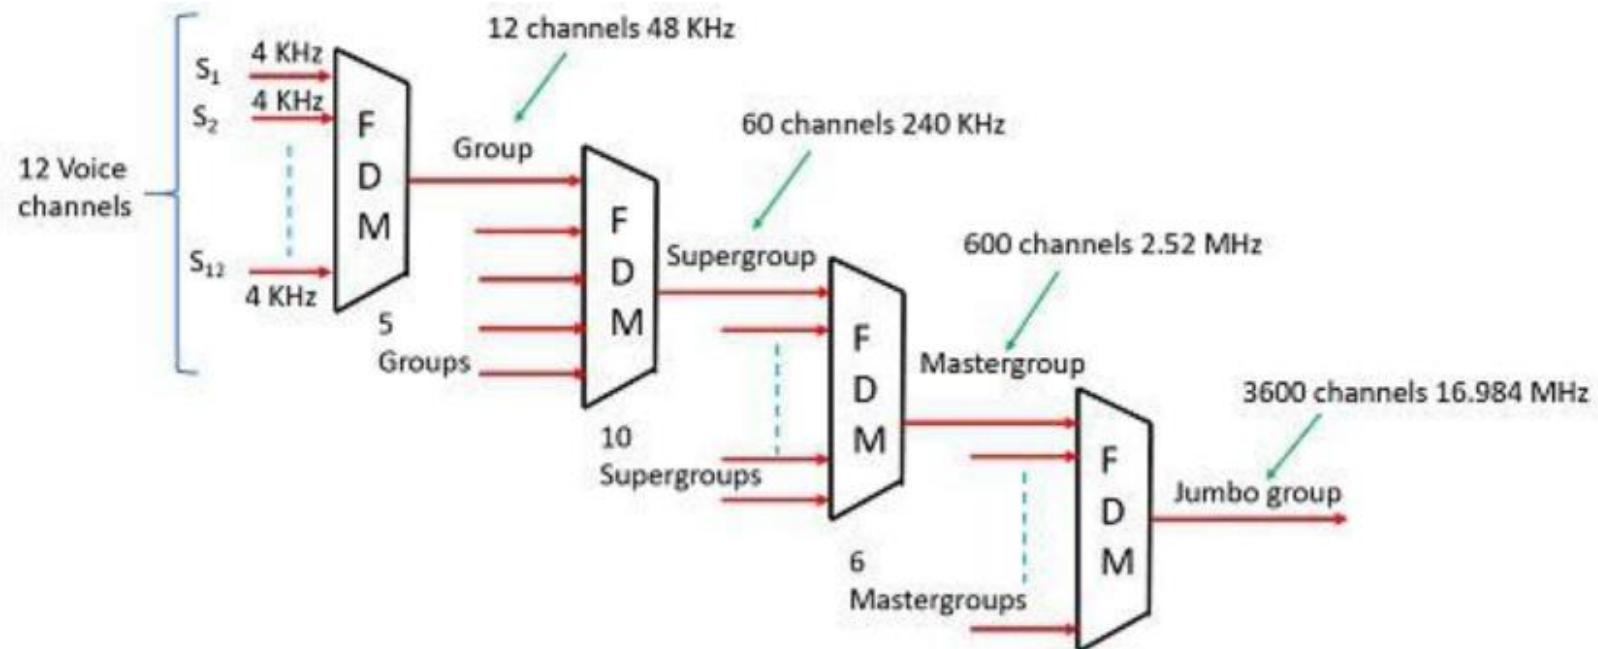 12 channels 48 KHz
S1
4 KHz
S2
4 KHz
12 Voice
channels
S12
4 KHz
F
D
M
Group
60 channels 240 KHz
5
Groups
F
D
M
Supergroup
600 channels 2.52 MHz
10
Supergroups
F
D
M
Mastergroup
3600 channels 16.984 MHz
6
Mastergroups
F
D
M
Jumbo group